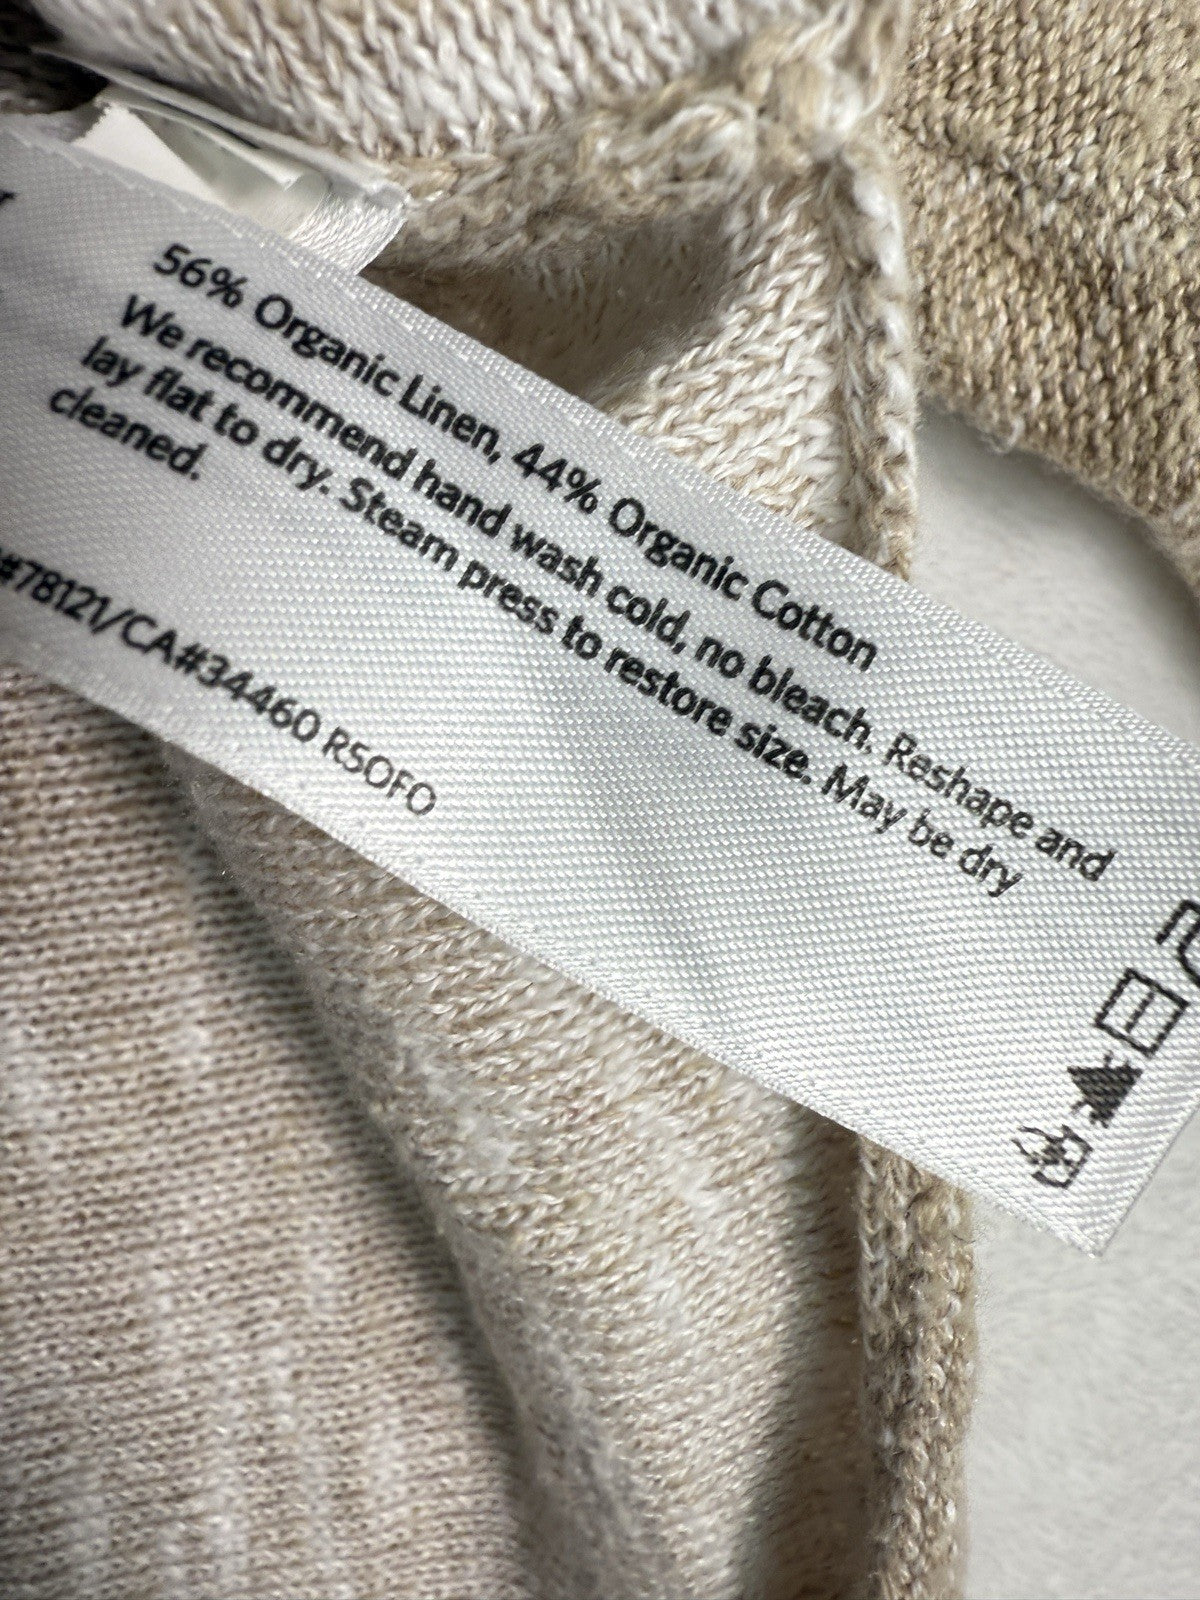 56% Organic Linen, 44% Organic Cotton
We recommend hand wash cold, no bleach. Reshape and
lay flat to dry. Steam press to restore size. May be dry
cleaned.
#78121/CA#34460 R5OFO